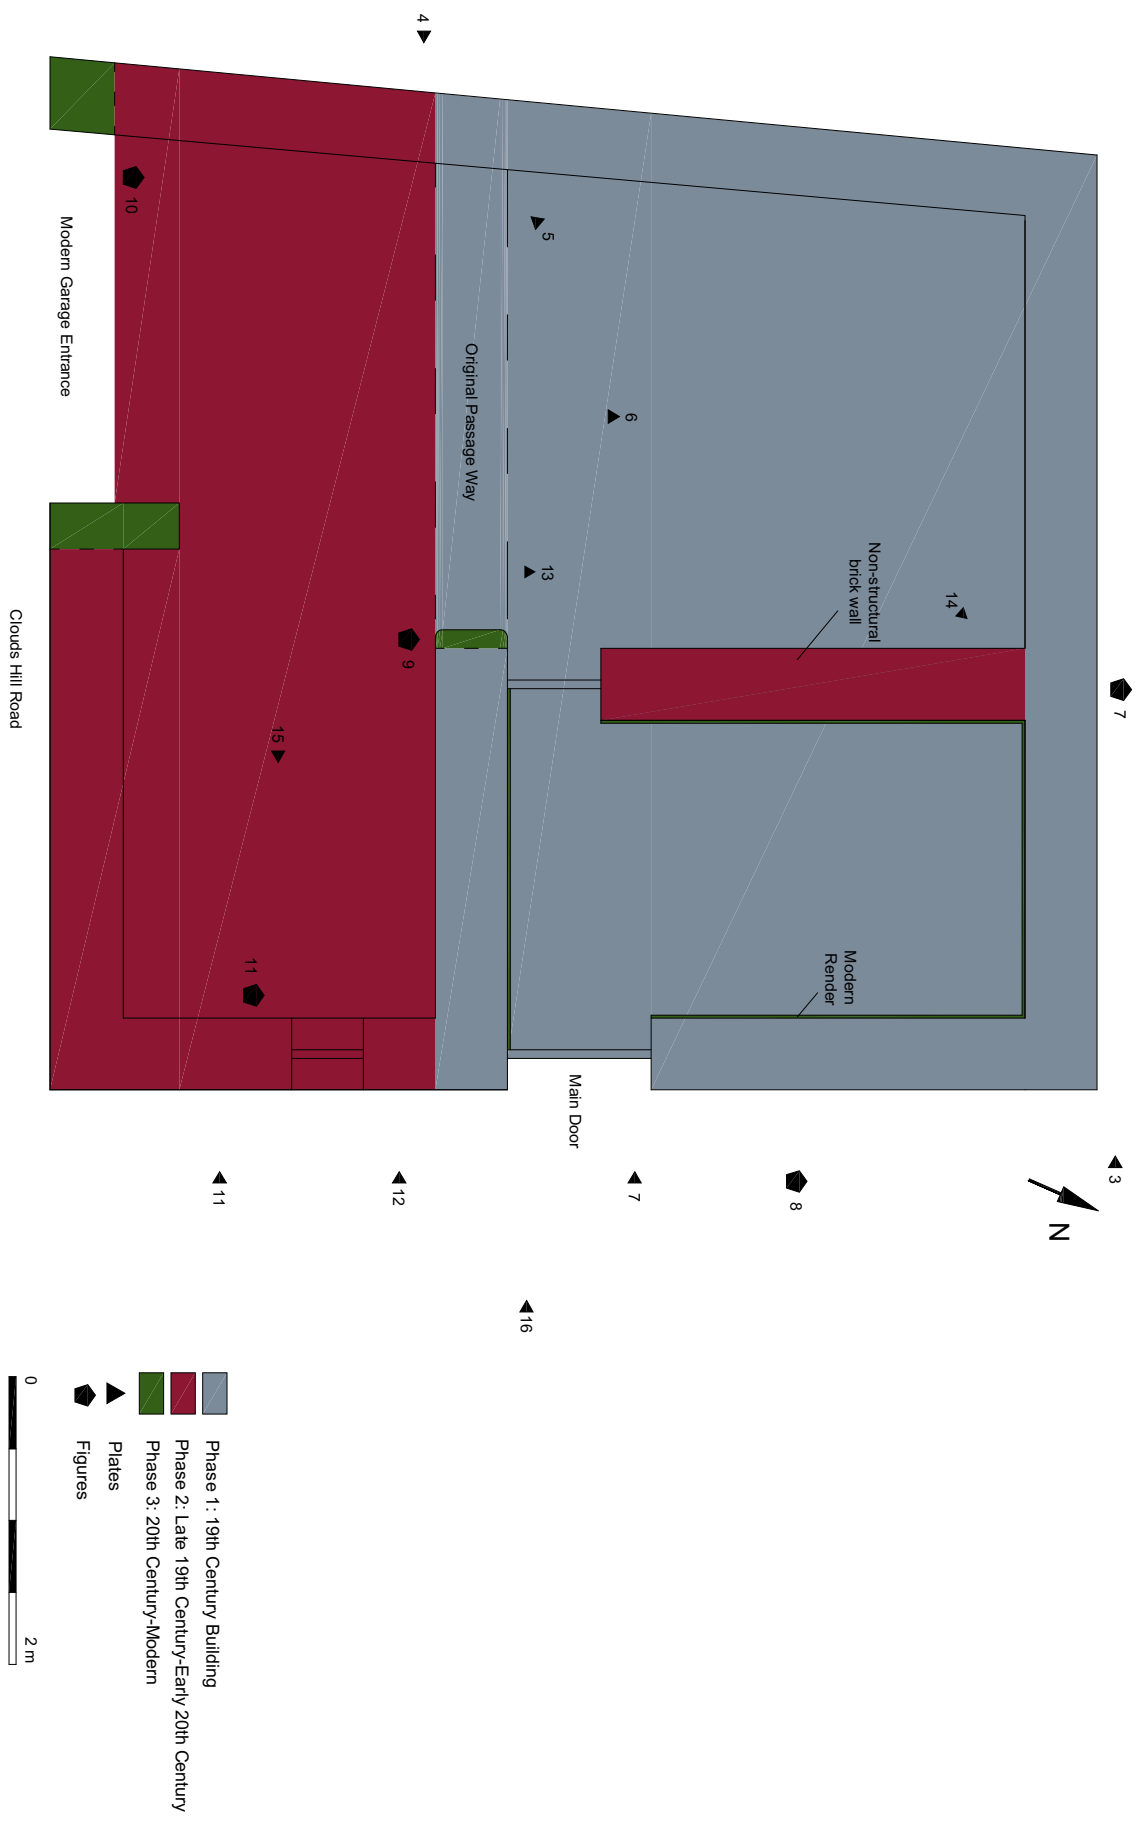 4
10
Modern Garage Entrance
5
Original Passage Way
6
13
Non-structural
brick wall
14
7
9
15
Clouds Hill Road
11
Modern
Render
Main Door
11
12
7
8
3
N
16
Phase 1: 19th Century Building
Phase 2: Late 19th Century-Early 20th Century
Phase 3: 20th Century-Modern
Plates
Figures
0
2 m